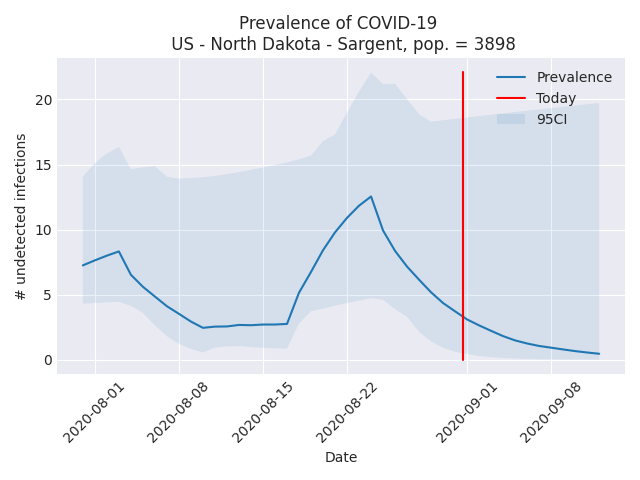 Prevalence of COVID-19
US - North Dakota - Sargent, pop. = 3898
# undetected infections
20
15
10
5
0
Prevalence
Today
95CI
2020-08-01
2020-08-08
2020-08-15
2020-08-22
2020-09-01
2020-09-08
Date